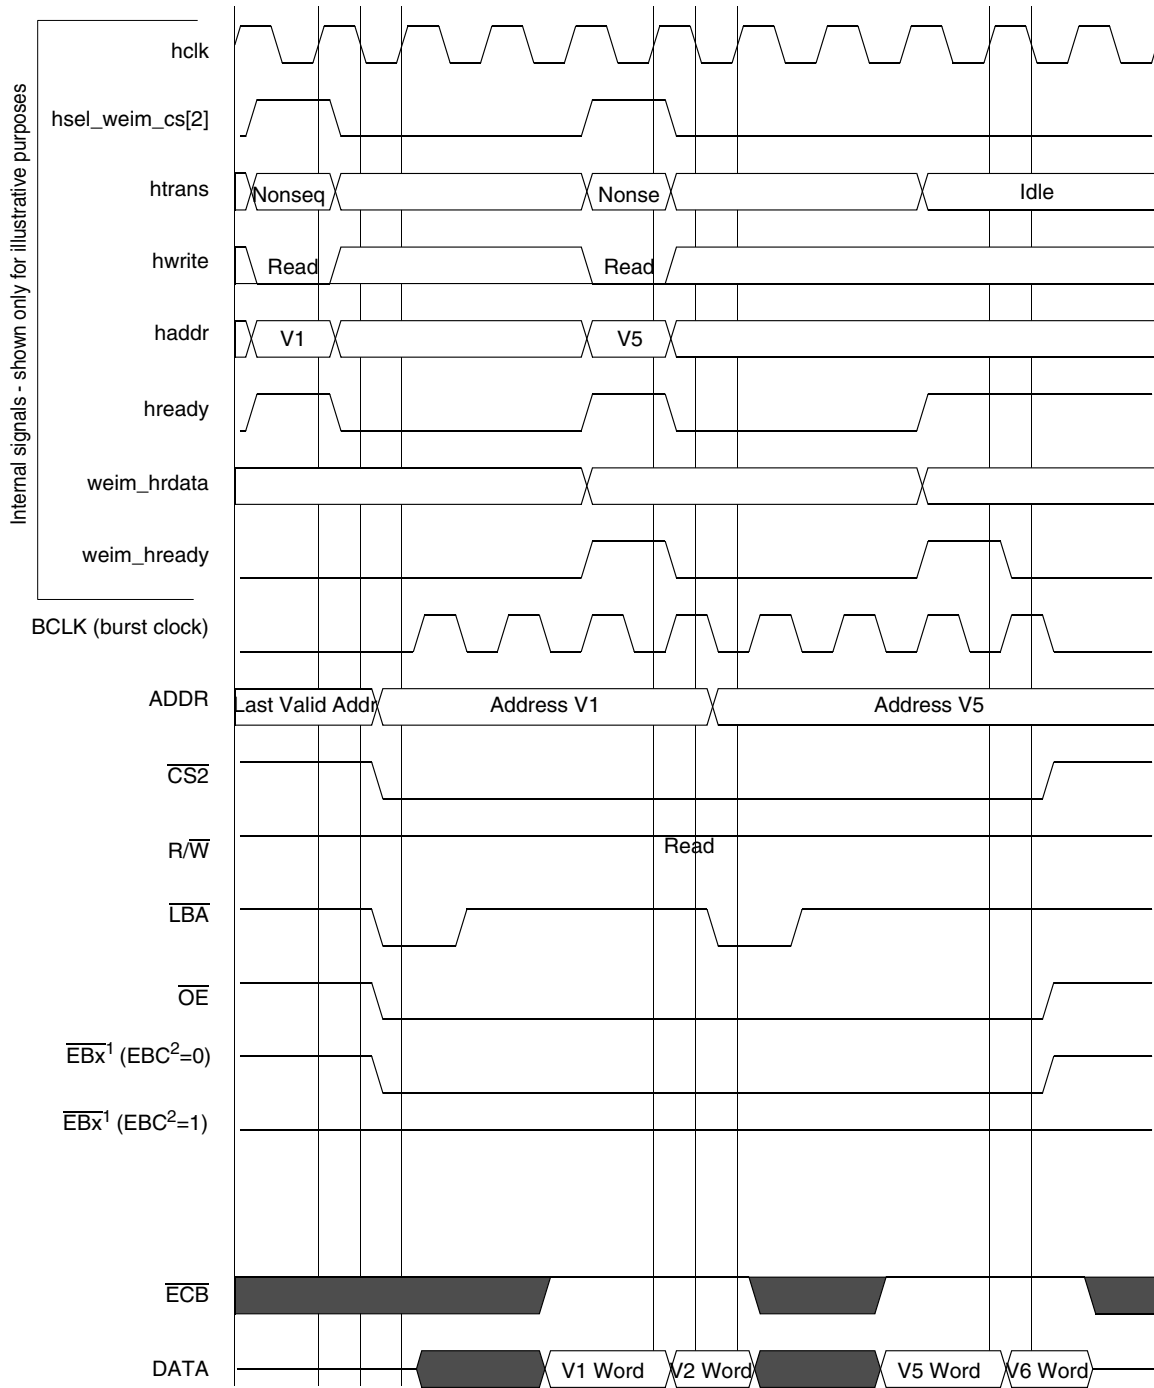 Internal signals - shown only for illustrative purposes
hclk
hsel_weim_cs[2]
htrans Nonseq Nonse Idle
hwrite Read Read
haddr V1 V5
hready
weim_hrdata
weim_hready
BCLK (burst clock)
ADDR Last Valid Addr Address V1 Address V5
CS2
R/W Read
LBA
OE
EBx1 (EBC2=0)
EBx1 (EBC2=1)
ECB
DATA V1 Word V2 Word V5 Word V6 Word